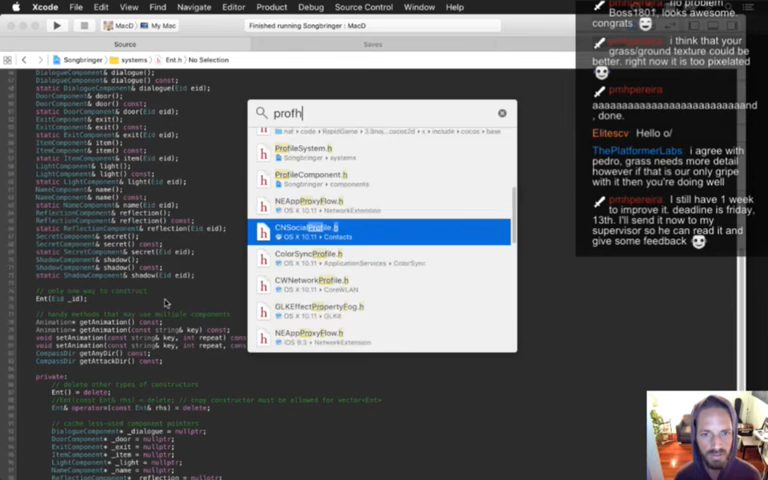 Xcode File Edit View Find Navigate Editor Product Debug Source Control Window Help
MacD My Mac
Finished running Songbringer : MacD
Source
Saves
Songbringer systems Ent.h No Selection
DialogueComponent& dialogue();
DialogueComponent& dialogue() const;
static DialogueComponent& dialogue(Eid eid);
DoorComponent& door();
DoorComponent& door() const;
static DoorComponent& door(Eid eid);
ExitComponent& exit();
ExitComponent& exit() const;
static ExitComponent& exit(Eid eid);
ItemComponent& item();
ItemComponent& item() const;
static ItemComponent& item(Eid eid);
LightComponent& light();
LightComponent& light() const;
static LightComponent& light(Eid eid);
NameComponent& name();
NameComponent& name() const;
static NameComponent& name(Eid eid);
ReflectionComponent& reflection();
ReflectionComponent& reflection() const;
static ReflectionComponent& reflection(Eid eid);
SecretComponent& secret();
SecretComponent& secret() const;
static SecretComponent& secret(Eid eid);
ShadowComponent& shadow();
ShadowComponent& shadow() const;
static ShadowComponent& shadow(Eid eid);
// only one way to construct
Ent(Eid _id);
// handy methods that may use multiple components
Animation* getAnimation() const;
Animation* getAnimation(const string& key) const;
void setAnimation(const string& key, int repeat) const;
void setAnimation(const string& key, int repeat, const
CompassDir getAnyDir() const;
CompassDir getAttackDir() const;
private:
// delete other types of constructors
Ent() = delete;
//Ent(const Ent& rhs) = delete; // copy constructor must be allowed for vector<Ent>
Ent& operator=(const Ent& rhs) = delete;
// cache less-used component pointers
DialogueComponent* _dialogue = nullptr;
DoorComponent* _door = nullptr;
ExitComponent* _exit = nullptr;
ItemComponent* _item = nullptr;
LightComponent* _light = nullptr;
NameComponent* _name = nullptr;
ReflectionComponent* _reflection = nullptr;
profh
ProfileSystem.h
Songbringer › systems
ProfileComponent.h
Songbringer › components
NEAppProxyFlow.h
OS X 10.11 › NetworkExtension
CNSocialProfile.h
OS X 10.11 › Contacts
ColorSyncProfile.h
OS X 10.11 › ApplicationServices › ColorSync
CWNetworkProfile.h
OS X 10.11 › CoreWLAN
GLKEffectPropertyFog.h
OS X 10.11 › GLKit
NEAppProxyFlow.h
iOS 9.3 › NetworkExtension
pmhpereira no problem
Boss1801, looks awesome
congrats
pmhpereira i think that your
grass/ground texture could be
better. right now it is too pixelated
pmhpereira
aaaaaaaaaaaaaaaaaaaaaaaaand
, done.
Elitescv Hello o/
ThePlatformerLabs i agree with
pedro, grass needs more detail
however if that is our only gripe
with it then you're doing well
pmhpereira I still have 1
week to improve it. deadline is friday,
13th. I'll send it now to my
supervisor so he can read it and
give some feedback